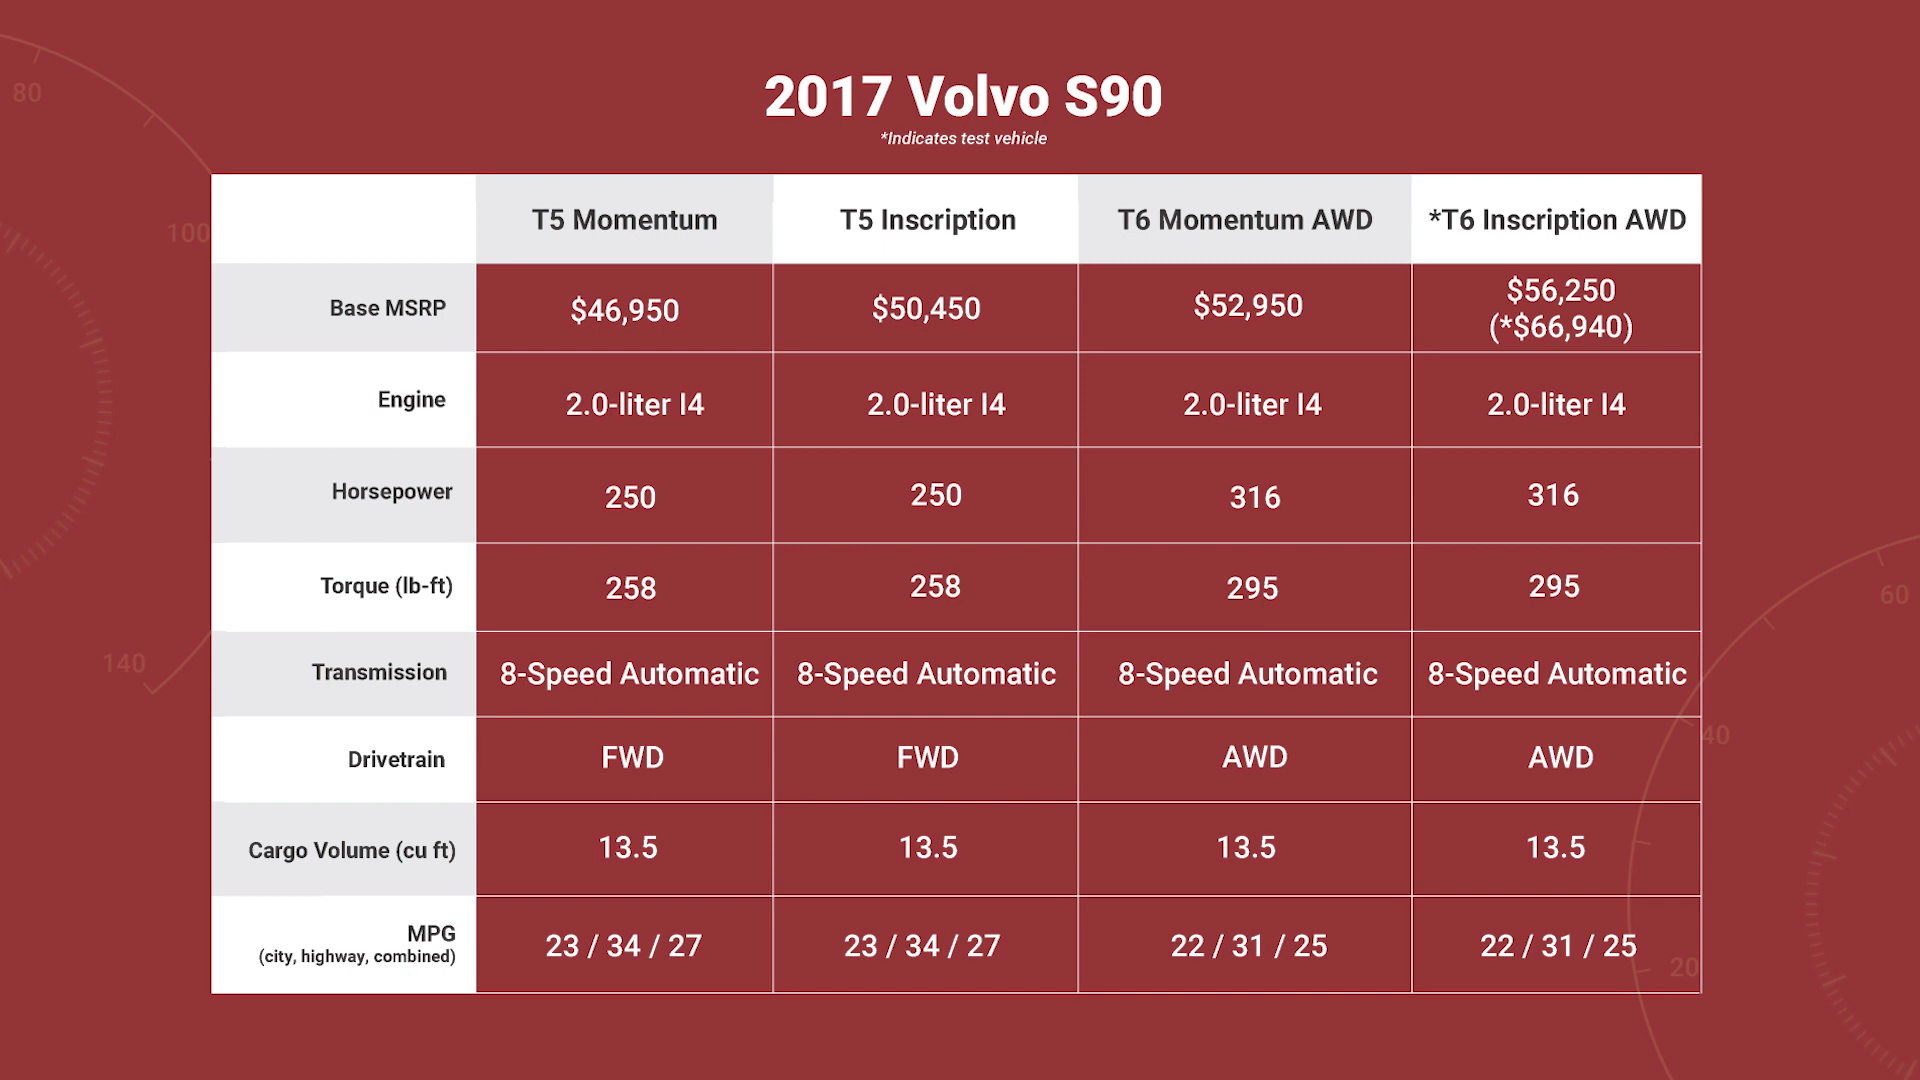 2017 Volvo S90
*Indicates test vehicle
T5 Momentum T5 Inscription T6 Momentum AWD *T6 Inscription AWD
Base MSRP $46,950 $50,450 $52,950 $56,250
(*$66,940)
Engine 2.0-liter I4 2.0-liter I4 2.0-liter I4 2.0-liter I4
Horsepower 250 250 316 316
Torque (lb-ft) 258 258 295 295
Transmission 8-Speed Automatic 8-Speed Automatic 8-Speed Automatic 8-Speed Automatic
Drivetrain FWD FWD AWD AWD
Cargo Volume (cu ft) 13.5 13.5 13.5 13.5
MPG 23 / 34 / 27 23 / 34 / 27 22 / 31 / 25 22 / 31 / 25
(city, highway, combined)
80
100
140
60
40
20